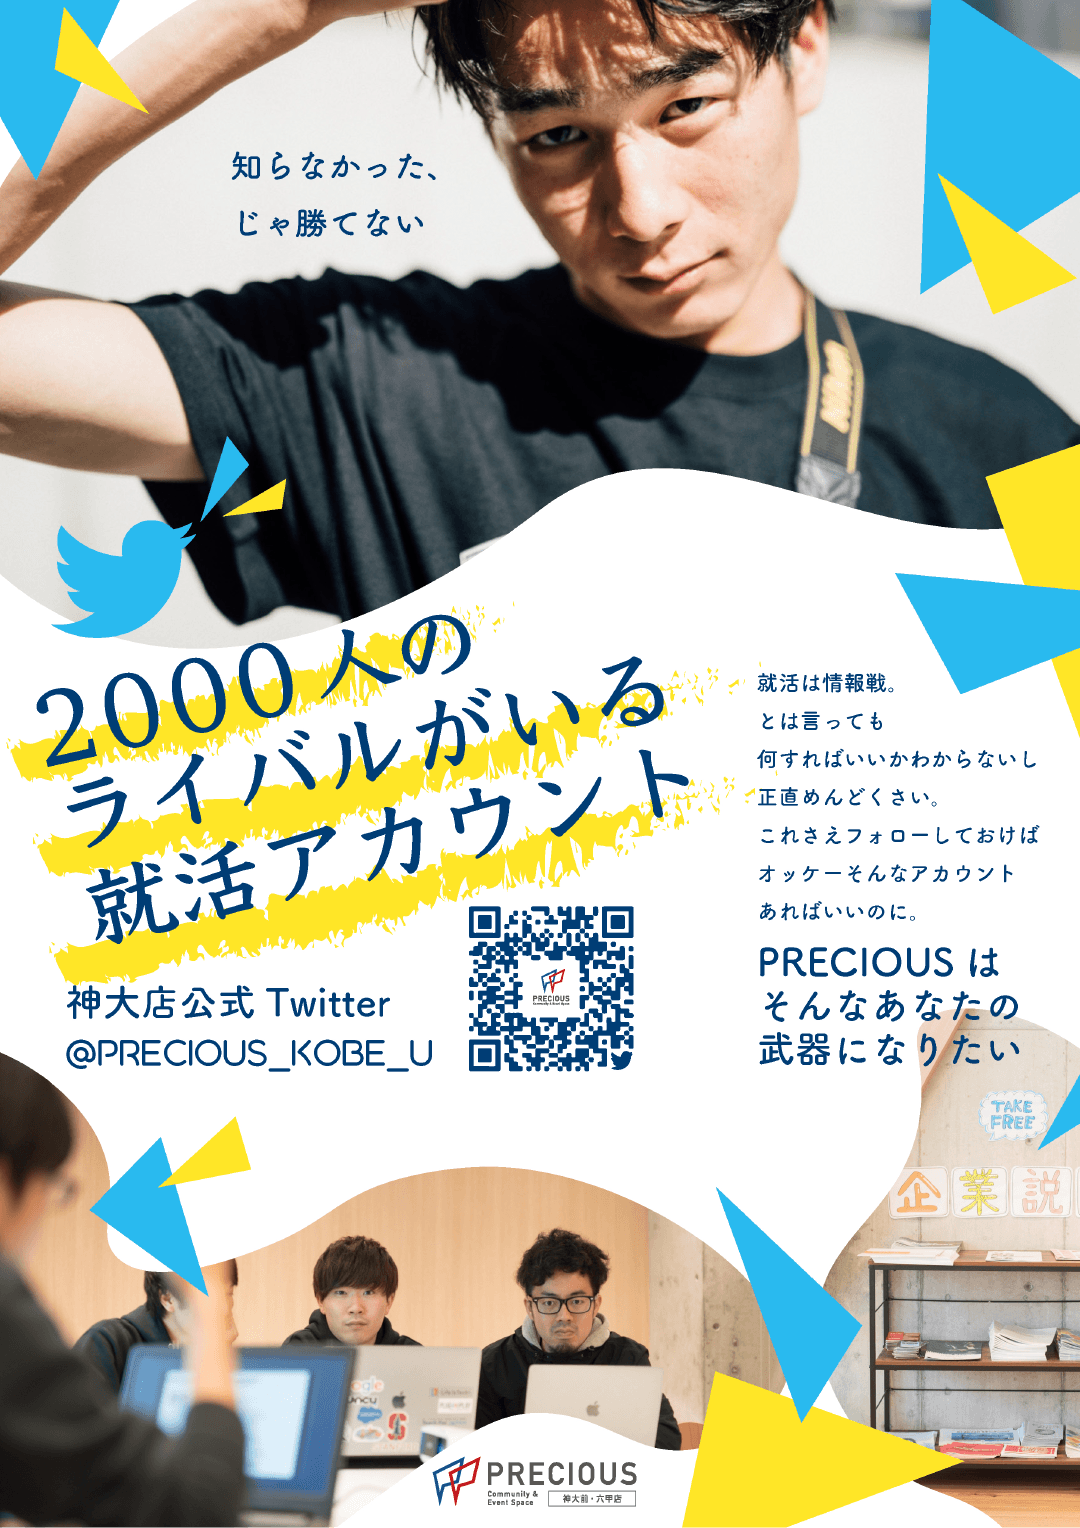 知らなかった、
じゃ勝てない
Nikon
2000人の
ライバルがいる
就活アカウント
神大店公式 Twitter
@PRECIOUS_KOBE_U
PRECIOUS
Community & Event Space
就活は情報戦。
とは言っても
何すればいいかわからないし
正直めんどくさい。
これさえフォローしておけば
オッケーそんなアカウント
あればいいのに。
PRECIOUS は
そんなあなたの
武器になりたい
TAKE
FREE
企業説
PRECIOUS
Community &
Event Space
神大前・六甲店